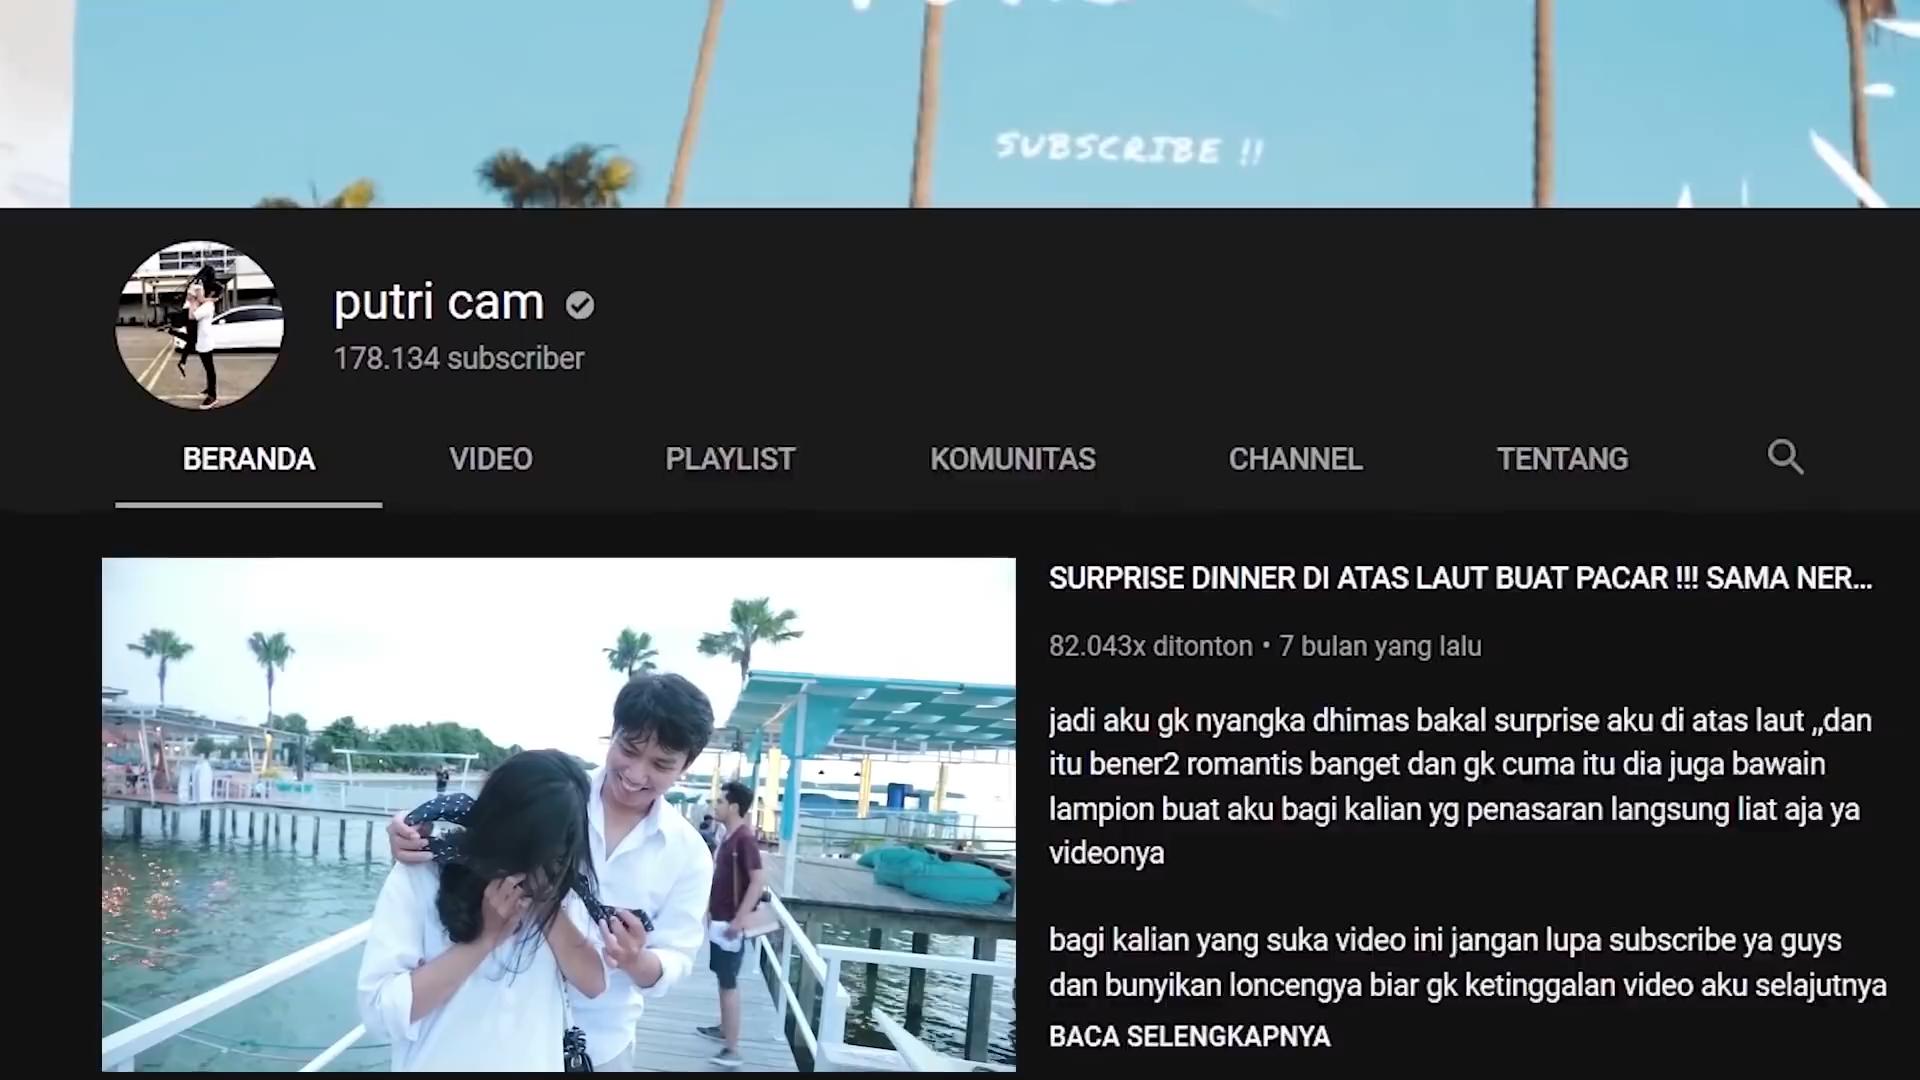 SUBSCRIBE !!
putri cam
178.134 subscriber
BERANDA
VIDEO
PLAYLIST
KOMUNITAS
CHANNEL
TENTANG
SURPRISE DINNER DI ATAS LAUT BUAT PACAR !!! SAMA NER...
82.043x ditonton • 7 bulan yang lalu
jadi aku gk nyangka dhimas bakal surprise aku di atas laut ,,dan
itu bener2 romantis banget dan gk cuma itu dia juga bawain
lampion buat aku bagi kalian yg penasaran langsung liat aja ya
videonya
bagi kalian yang suka video ini jangan lupa subscribe ya guys
dan bunyikan loncengya biar gk ketinggalan video aku selajutnya
BACA SELENGKAPNYA